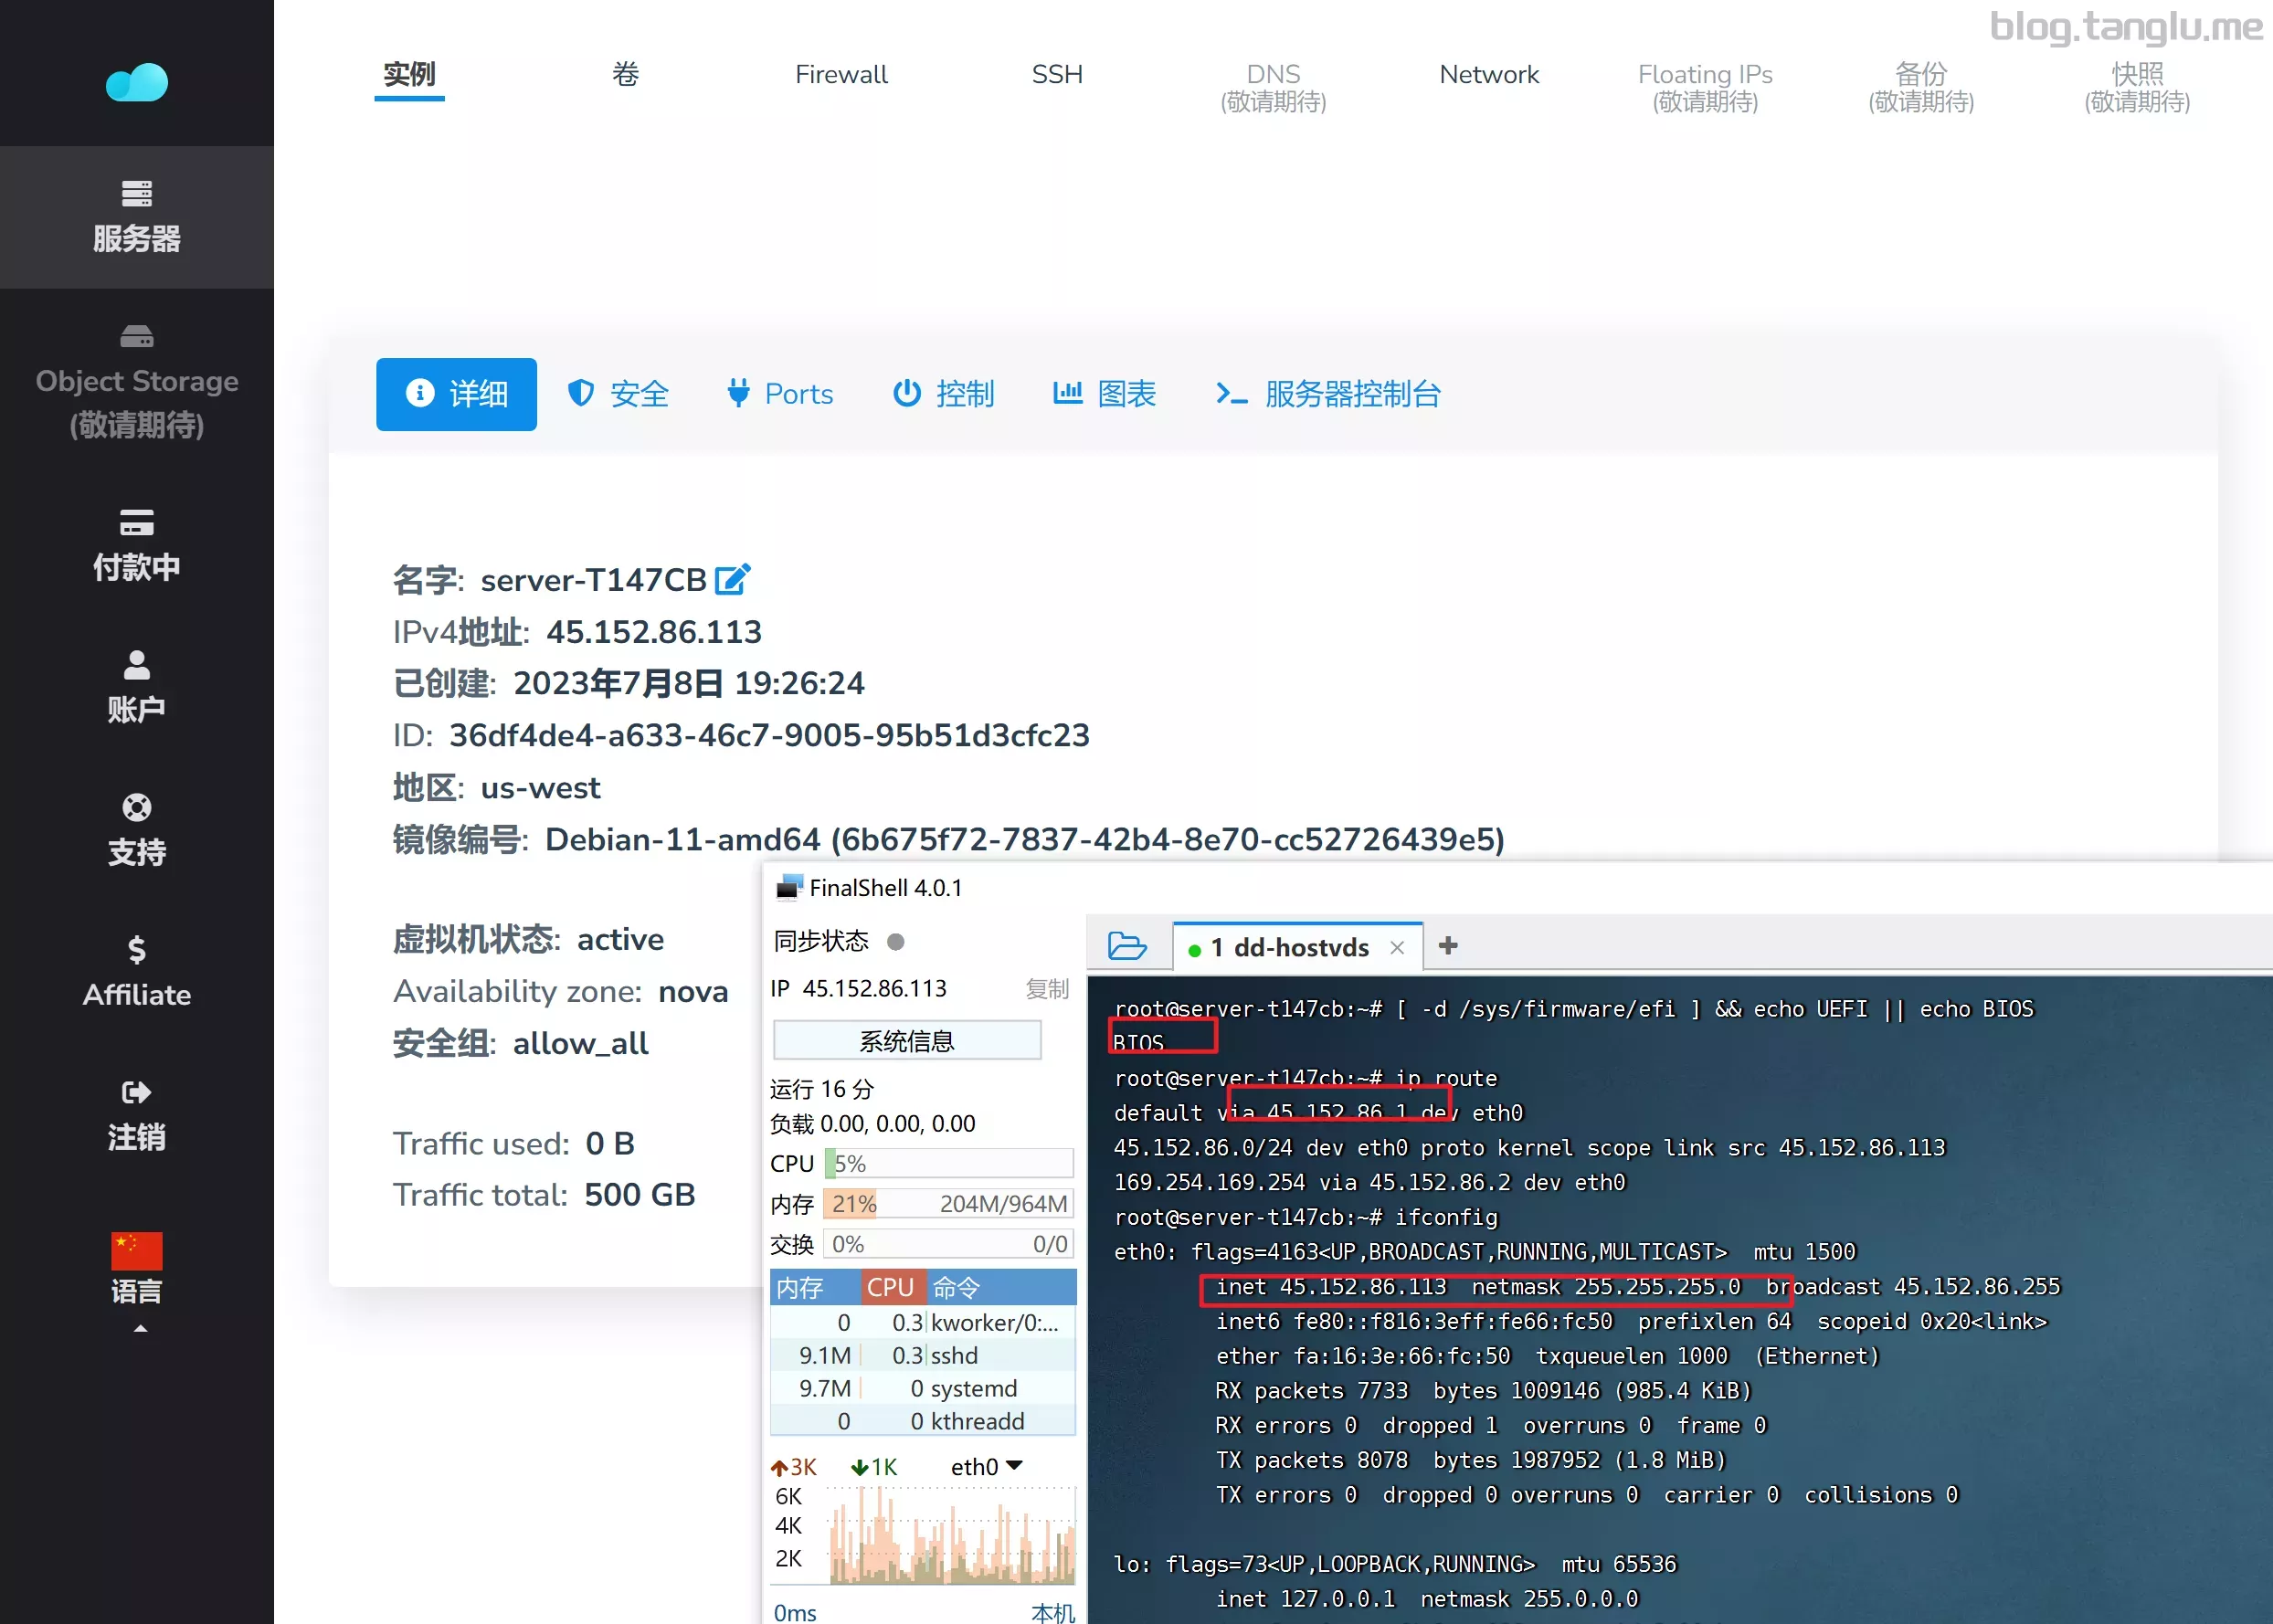 blog.tanglu.me
实例
卷
Firewall
SSH
DNS
(敬请期待)
Network
Floating IPs
(敬请期待)
备份
(敬请期待)
快照
(敬请期待)
服务器
Object Storage
(敬请期待)
付款中
账户
支持
Affiliate
注销
语言
详细
安全
Ports
控制
图表
服务器控制台
名字: server-T147CB
IPv4地址: 45.152.86.113
已创建: 2023年7月8日 19:26:24
ID: 36df4de4-a633-46c7-9005-95b51d3cfc23
地区: us-west
镜像编号: Debian-11-amd64 (6b675f72-7837-42b4-8e70-cc52726439e5)
虚拟机状态: active
Availability zone: nova
安全组: allow_all
Traffic used: 0 B
Traffic total: 500 GB
FinalShell 4.0.1
同步状态
IP 45.152.86.113 复制
系统信息
运行 16 分
负载 0.00, 0.00, 0.00
CPU 5%
内存 21% 204M/964M
交换 0% 0/0
内存 CPU 命令
0 0.3 kworker/0:...
9.1M 0.3 sshd
9.7M 0 systemd
0 0 kthreadd
3K 1K eth0
6K
4K
2K
0ms 本机
1 dd-hostvds
root@server-t147cb:~# [ -d /sys/firmware/efi ] && echo UEFI || echo BIOS
BIOS
root@server-t147cb:~# ip route
default via 45.152.86.1 dev eth0
45.152.86.0/24 dev eth0 proto kernel scope link src 45.152.86.113
169.254.169.254 via 45.152.86.2 dev eth0
root@server-t147cb:~# ifconfig
eth0: flags=4163<UP,BROADCAST,RUNNING,MULTICAST> mtu 1500
inet 45.152.86.113 netmask 255.255.255.0 broadcast 45.152.86.255
inet6 fe80::f816:3eff:fe66:fc50 prefixlen 64 scopeid 0x20<link>
ether fa:16:3e:66:fc:50 txqueuelen 1000 (Ethernet)
RX packets 7733 bytes 1009146 (985.4 KiB)
RX errors 0 dropped 1 overruns 0 frame 0
TX packets 8078 bytes 1987952 (1.8 MiB)
TX errors 0 dropped 0 overruns 0 carrier 0 collisions 0
lo: flags=73<UP,LOOPBACK,RUNNING> mtu 65536
inet 127.0.0.1 netmask 255.0.0.0